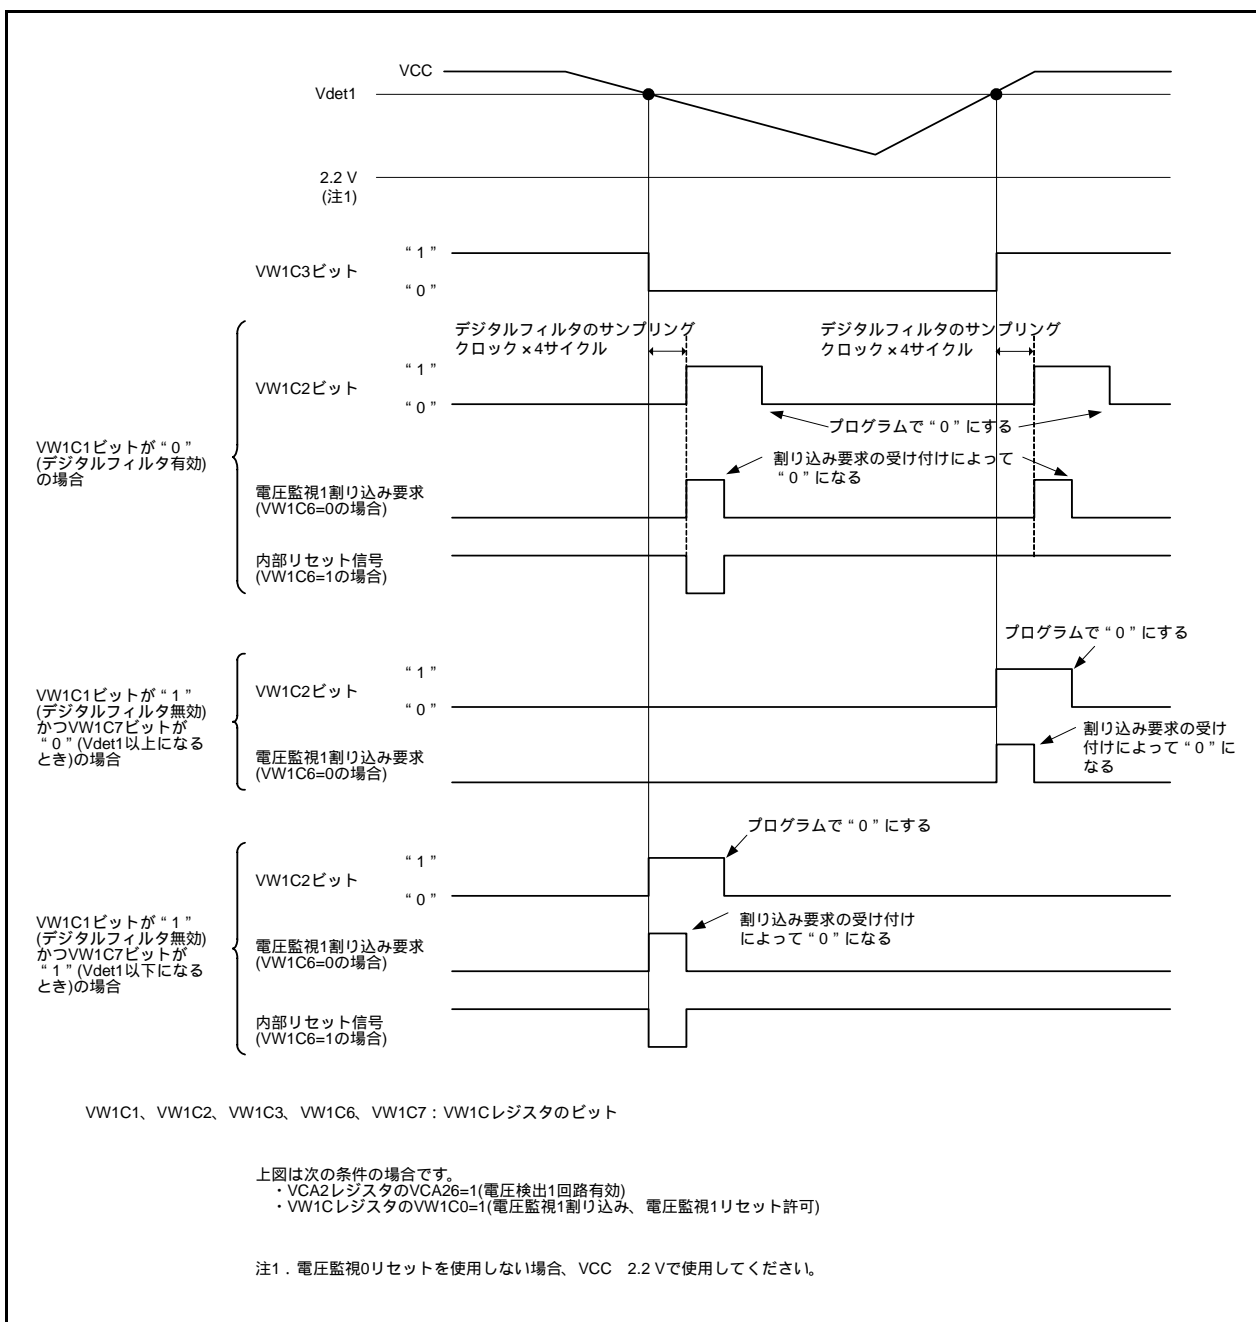 VCC
Vdet1
2.2 V
(注1)
VW1C3ビット
“ 1 ”
“ 0 ”
VW1C1ビットが “ 0 ”
(デジタルフィルタ有効)
の場合
デジタルフィルタのサンプリング
クロック×4サイクル
デジタルフィルタのサンプリング
クロック×4サイクル
VW1C2ビット
“ 1 ”
“ 0 ”
プログラムで “ 0 ” にする
割り込み要求の受け付けによって
“ 0 ” になる
電圧監視1割り込み要求
(VW1C6=0の場合)
内部リセット信号
(VW1C6=1の場合)
VW1C1ビットが “ 1 ”
(デジタルフィルタ無効)
かつVW1C7ビットが
“ 0 ” (Vdet1以上になる
とき)の場合
プログラムで “ 0 ” にする
VW1C2ビット
“ 1 ”
“ 0 ”
割り込み要求の受け
付けによって “ 0 ” に
なる
電圧監視1割り込み要求
(VW1C6=0の場合)
VW1C1ビットが “ 1 ”
(デジタルフィルタ無効)
かつVW1C7ビットが
“ 1 ” (Vdet1以下になる
とき)の場合
プログラムで “ 0 ” にする
VW1C2ビット
“ 1 ”
“ 0 ”
割り込み要求の受け付け
によって “ 0 ” になる
電圧監視1割り込み要求
(VW1C6=0の場合)
内部リセット信号
(VW1C6=1の場合)
VW1C1、VW1C2、VW1C3、VW1C6、VW1C7 : VW1Cレジスタのビット
上図は次の条件の場合です。
・VCA2レジスタのVCA26=1(電圧検出1回路有効)
・VW1CレジスタのVW1C0=1(電圧監視1割り込み、電圧監視1リセット許可)
注1．電圧監視0リセットを使用しない場合、VCC　2.2 Vで使用してください。